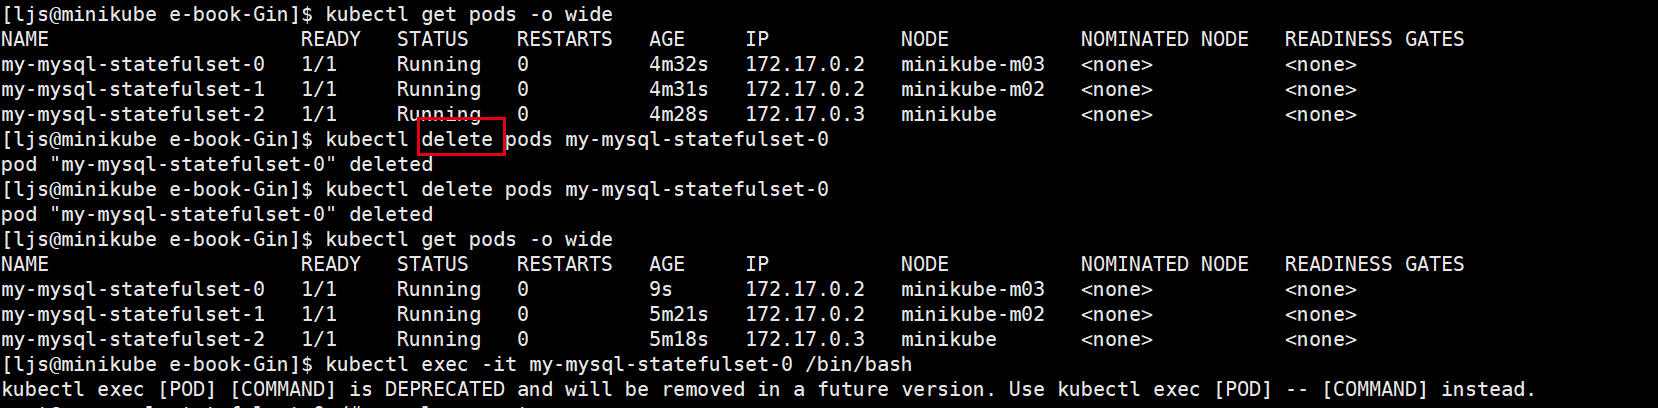 [ljs@minikube e-book-Gin]$ kubectl get pods -o wide
NAME READY STATUS RESTARTS AGE IP NODE NOMINATED NODE READINESS GATES
my-mysql-statefulset-0 1/1 Running 0 4m32s 172.17.0.2 minikube-m03 <none> <none>
my-mysql-statefulset-1 1/1 Running 0 4m31s 172.17.0.2 minikube-m02 <none> <none>
my-mysql-statefulset-2 1/1 Running 0 4m28s 172.17.0.3 minikube <none> <none>
[ljs@minikube e-book-Gin]$ kubectl delete pods my-mysql-statefulset-0
pod "my-mysql-statefulset-0" deleted
[ljs@minikube e-book-Gin]$ kubectl delete pods my-mysql-statefulset-0
pod "my-mysql-statefulset-0" deleted
[ljs@minikube e-book-Gin]$ kubectl get pods -o wide
NAME READY STATUS RESTARTS AGE IP NODE NOMINATED NODE READINESS GATES
my-mysql-statefulset-0 1/1 Running 0 9s 172.17.0.2 minikube-m03 <none> <none>
my-mysql-statefulset-1 1/1 Running 0 5m21s 172.17.0.2 minikube-m02 <none> <none>
my-mysql-statefulset-2 1/1 Running 0 5m18s 172.17.0.3 minikube <none> <none>
[ljs@minikube e-book-Gin]$ kubectl exec -it my-mysql-statefulset-0 /bin/bash
kubectl exec [POD] [COMMAND] is DEPRECATED and will be removed in a future version. Use kubectl exec [POD] -- [COMMAND] instead.